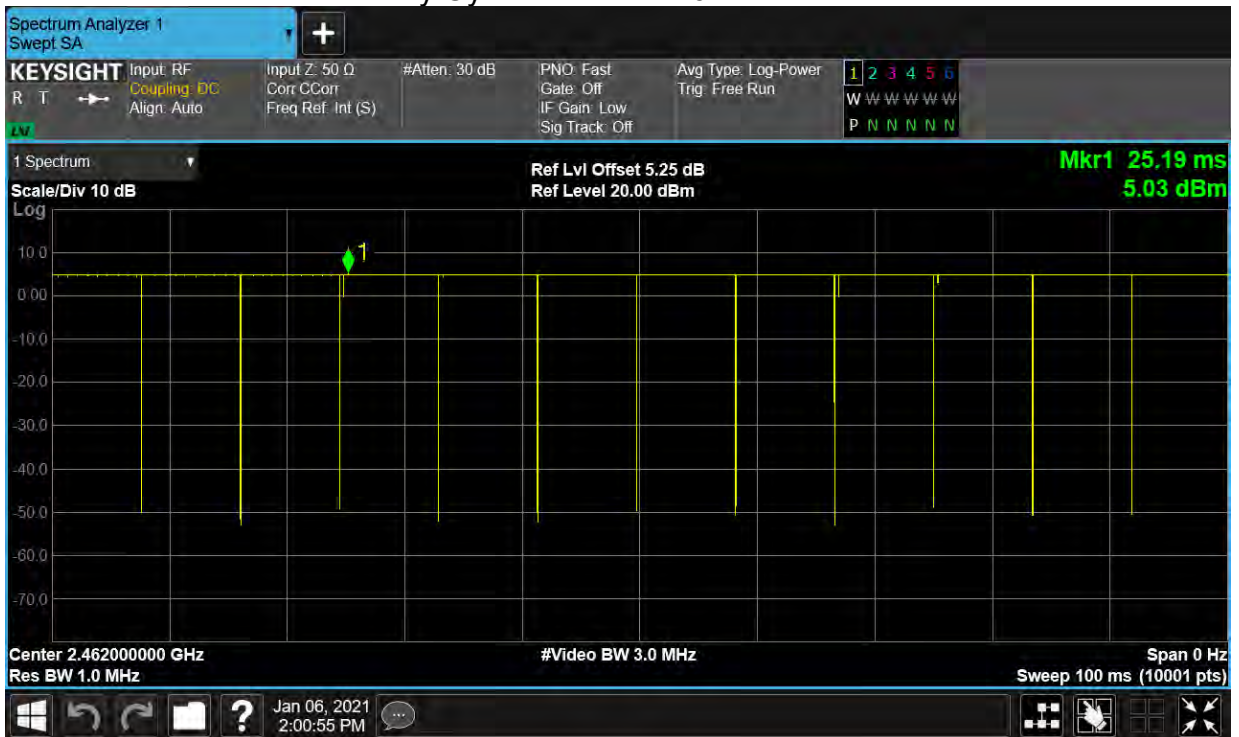 Spectrum Analyzer 1
Swept SA
+
KEYSIGHT Input: RF Input Z: 50 Ω #Atten: 30 dB PNO: Fast Avg Type: Log-Power 1 2 3 4 5 6
R T Coupling: DC Corr CCorr Gate: Off Trig: Free Run W W W W W W
Align: Auto Freq Ref: Int (S) IF Gain: Low P N N N N N
Sig Track: Off
LXI
1 Spectrum
Ref Lvl Offset 5.25 dB
Mkr1 25.19 ms
Scale/Div 10 dB
Ref Level 20.00 dBm
5.03 dBm
Log
10.0
1
0.00
-10.0
-20.0
-30.0
-40.0
-50.0
-60.0
-70.0
Center 2.462000000 GHz #Video BW 3.0 MHz Span 0 Hz
Res BW 1.0 MHz Sweep 100 ms (10001 pts)
? Jan 06, 2021
2:00:55 PM